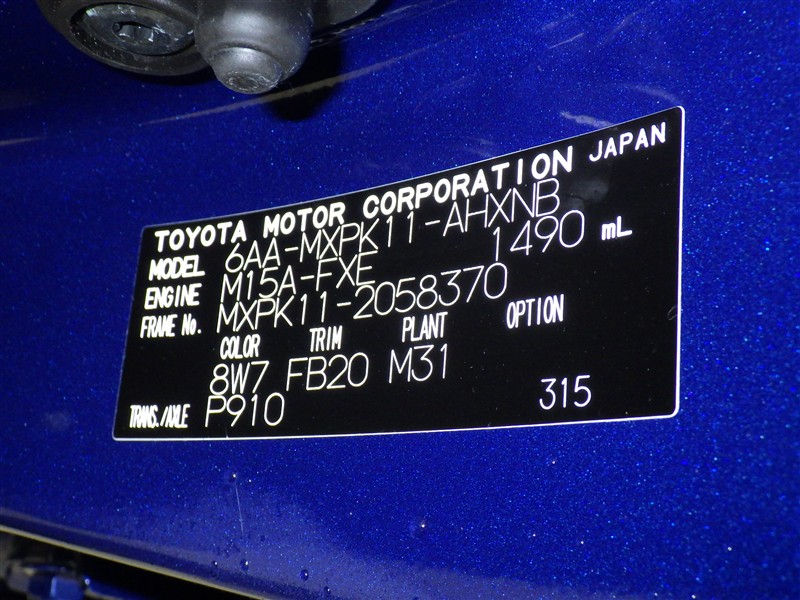 TOYOTA MOTOR CORPORATION JAPAN
MODEL 6AA-MXPK11-AHXNB
ENGINE M15A-FXE 1490 mL
FRAME No. MXPK11-2058370
COLOR TRIM PLANT OPTION
8W7 FB20 M31
TRANS./AXLE P910 315